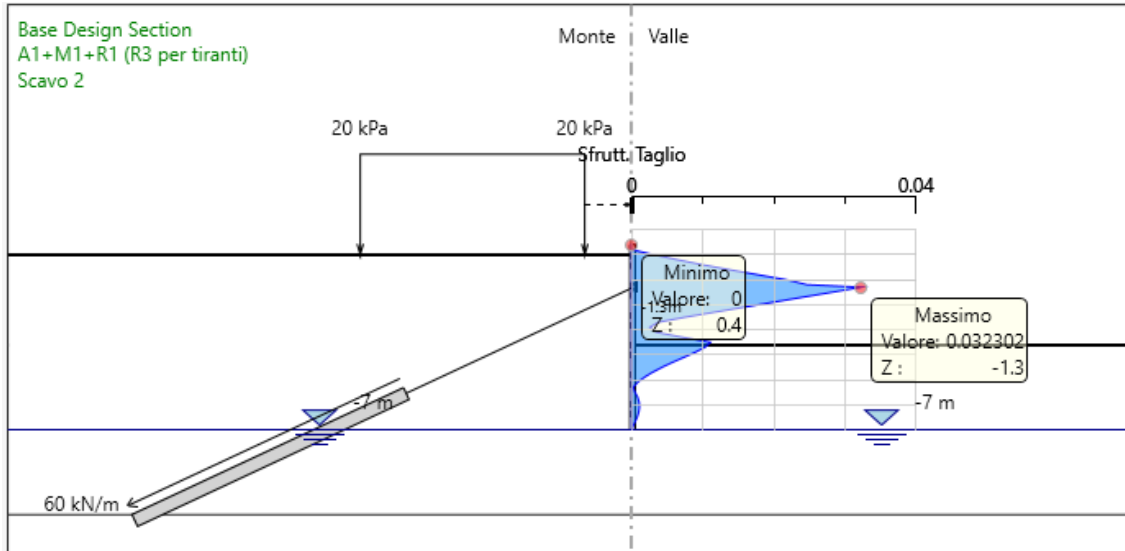 Base Design Section
A1+M1+R1 (R3 per tiranti)
Scavo 2
Monte
Valle
20 kPa
20 kPa
Sfrutt. Taglio
0
0.04
Minimo
Valore: 0
-1.3m
Z : 0.4
Massimo
Valore: 0.032302
Z : -1.3
-7 m
-7 m
60 kN/m